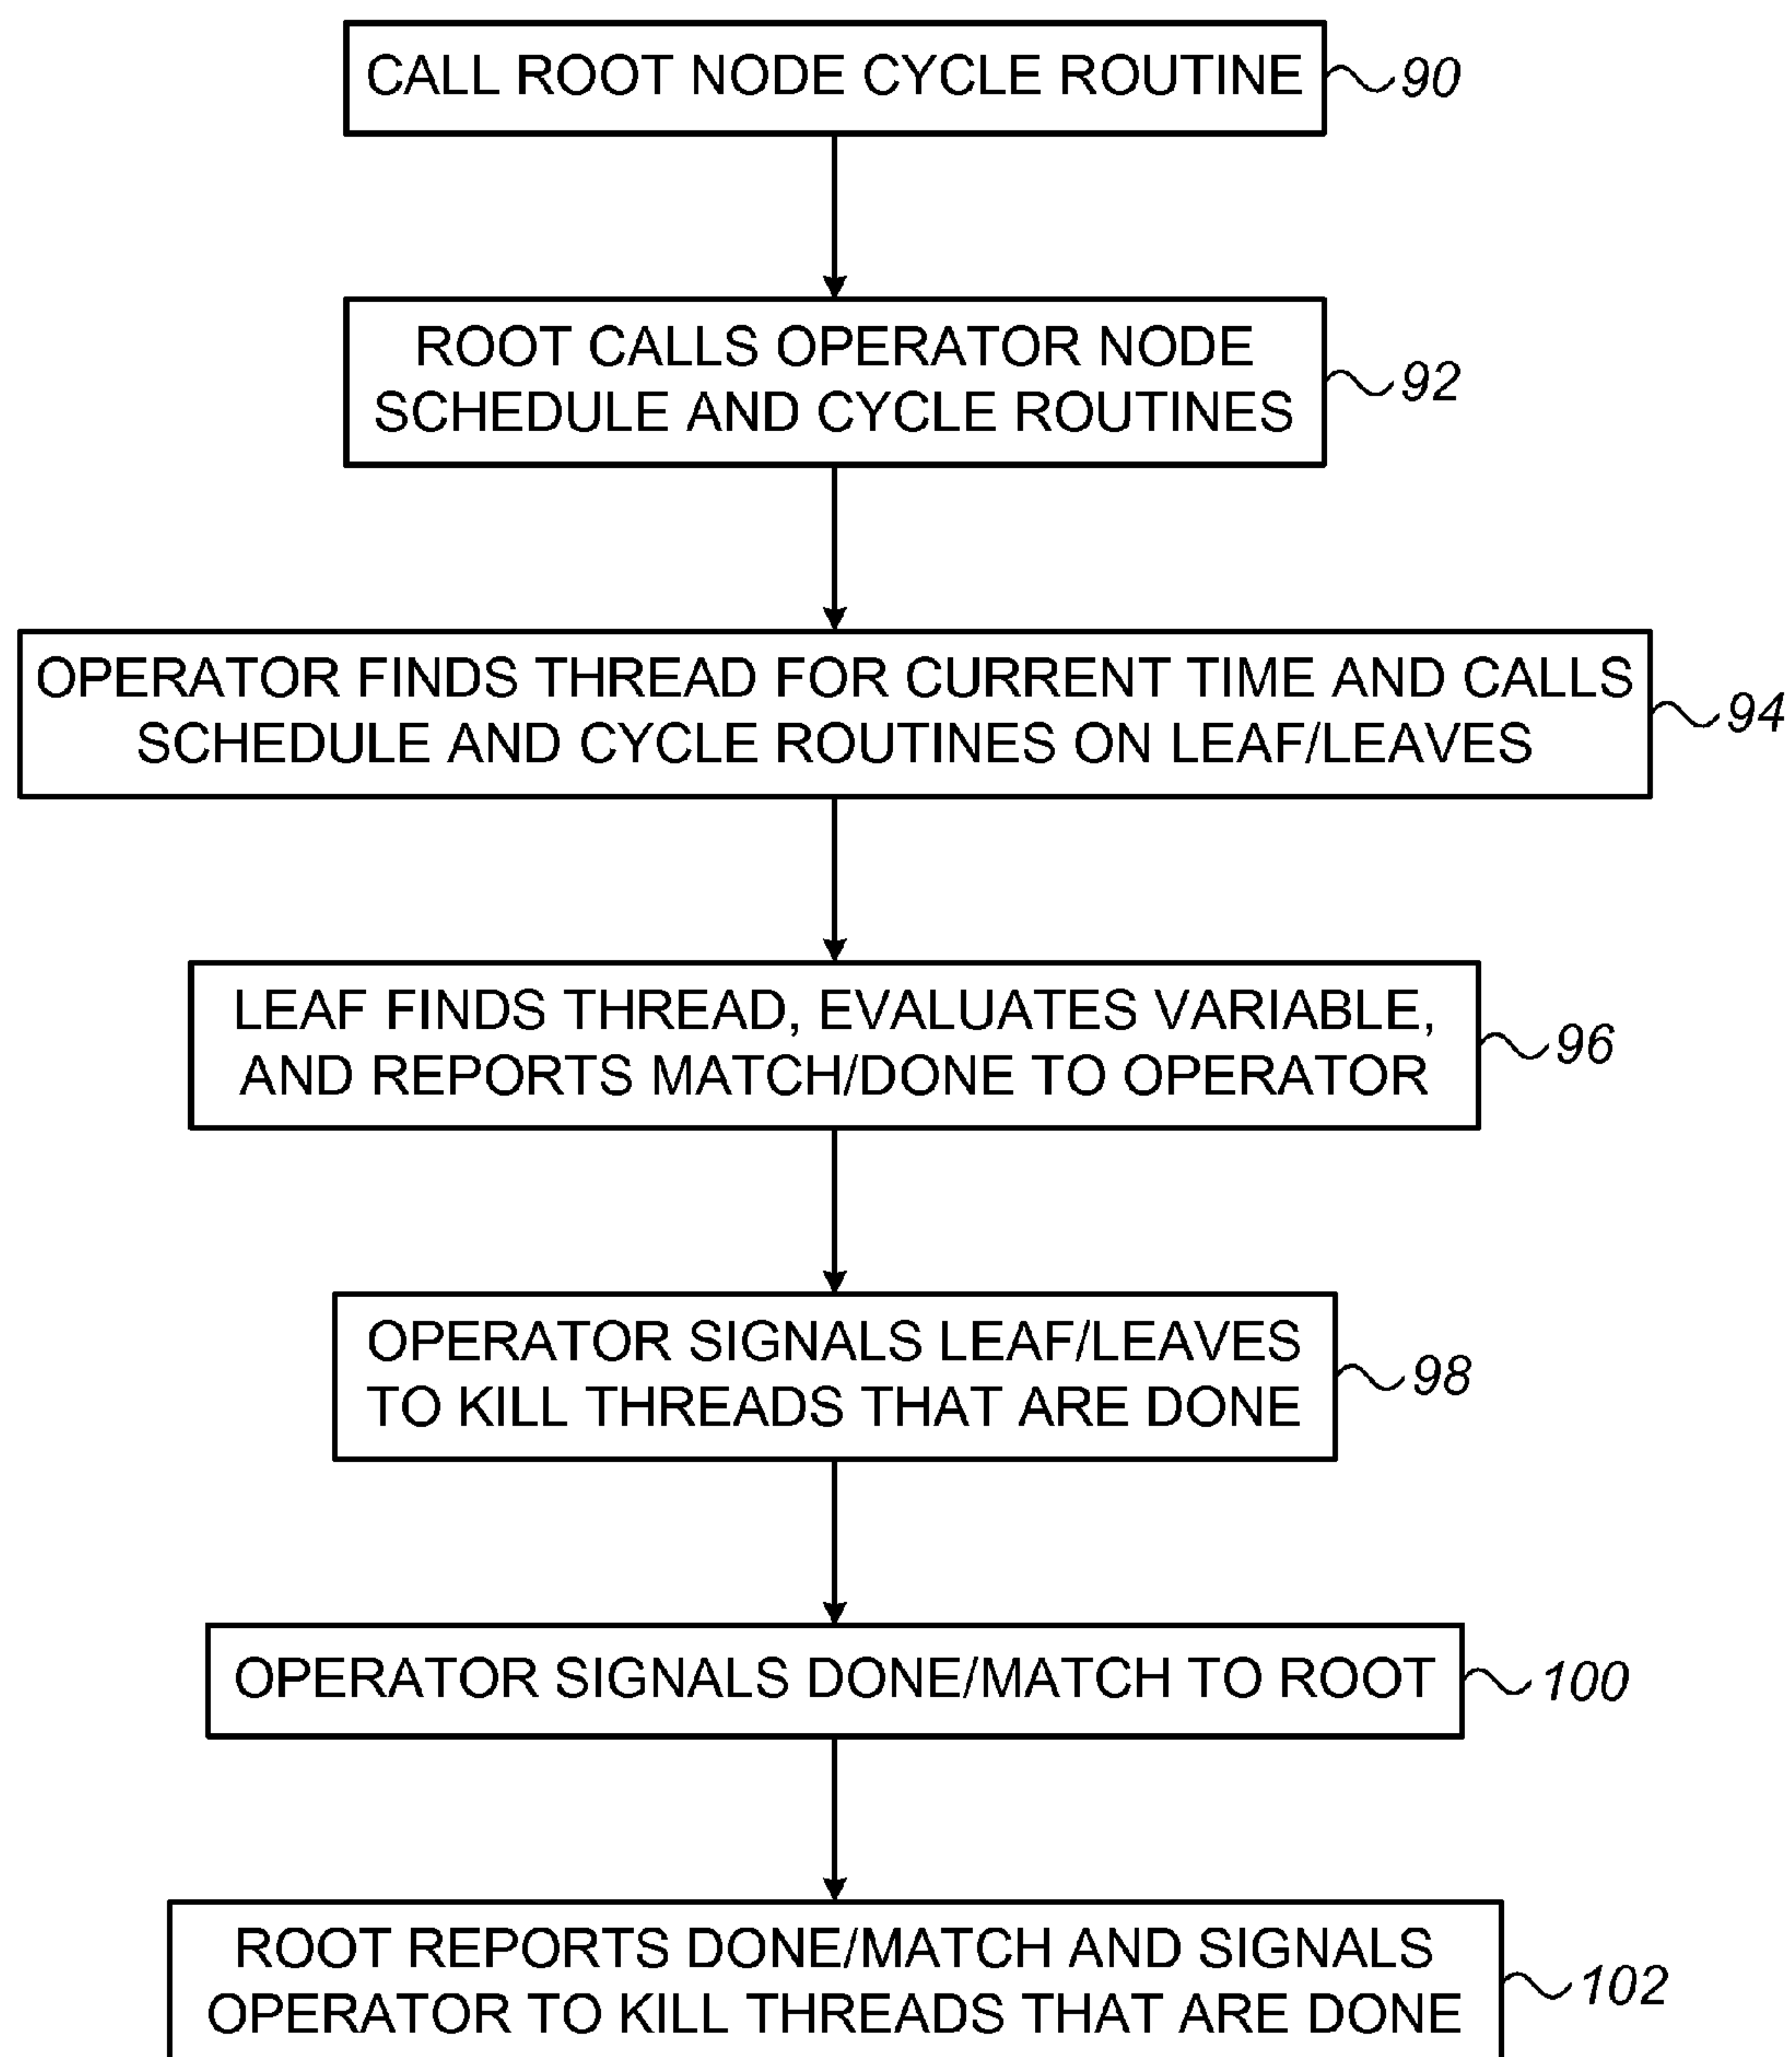 CALL ROOT NODE CYCLE ROUTINE
90
ROOT CALLS OPERATOR NODE
SCHEDULE AND CYCLE ROUTINES
92
OPERATOR FINDS THREAD FOR CURRENT TIME AND CALLS
SCHEDULE AND CYCLE ROUTINES ON LEAF/LEAVES
94
LEAF FINDS THREAD, EVALUATES VARIABLE,
AND REPORTS MATCH/DONE TO OPERATOR
96
OPERATOR SIGNALS LEAF/LEAVES
TO KILL THREADS THAT ARE DONE
98
OPERATOR SIGNALS DONE/MATCH TO ROOT
100
ROOT REPORTS DONE/MATCH AND SIGNALS
OPERATOR TO KILL THREADS THAT ARE DONE
102